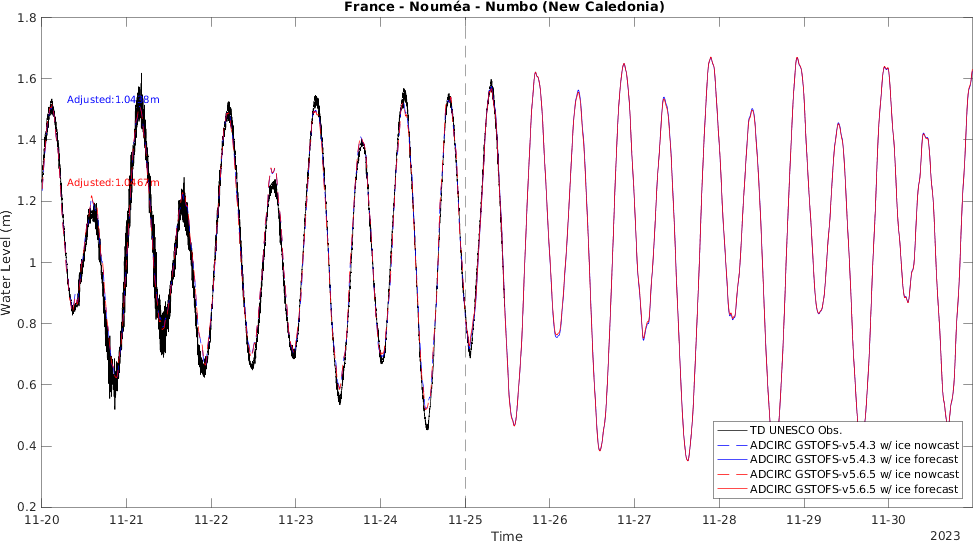 France - Nouméa - Numbo (New Caledonia)
Water Level (m)
1.8
1.6
1.4
1.2
1
0.8
0.6
0.4
0.2
Adjusted:
Adjusted:1.0467m
TD UNESCO Obs.
ADCIRC GSTOFS-v5.4.3 w/ ice nowcast
ADCIRC GSTOFS-v5.4.3 w/ ice forecast
ADCIRC GSTOFS-v5.6.5 w/ ice nowcast
ADCIRC GSTOFS-v5.6.5 w/ ice forecast
11-20 11-21 11-22 11-23 11-24 11-25 11-26 11-27 11-28 11-29 11-30
Time
2023